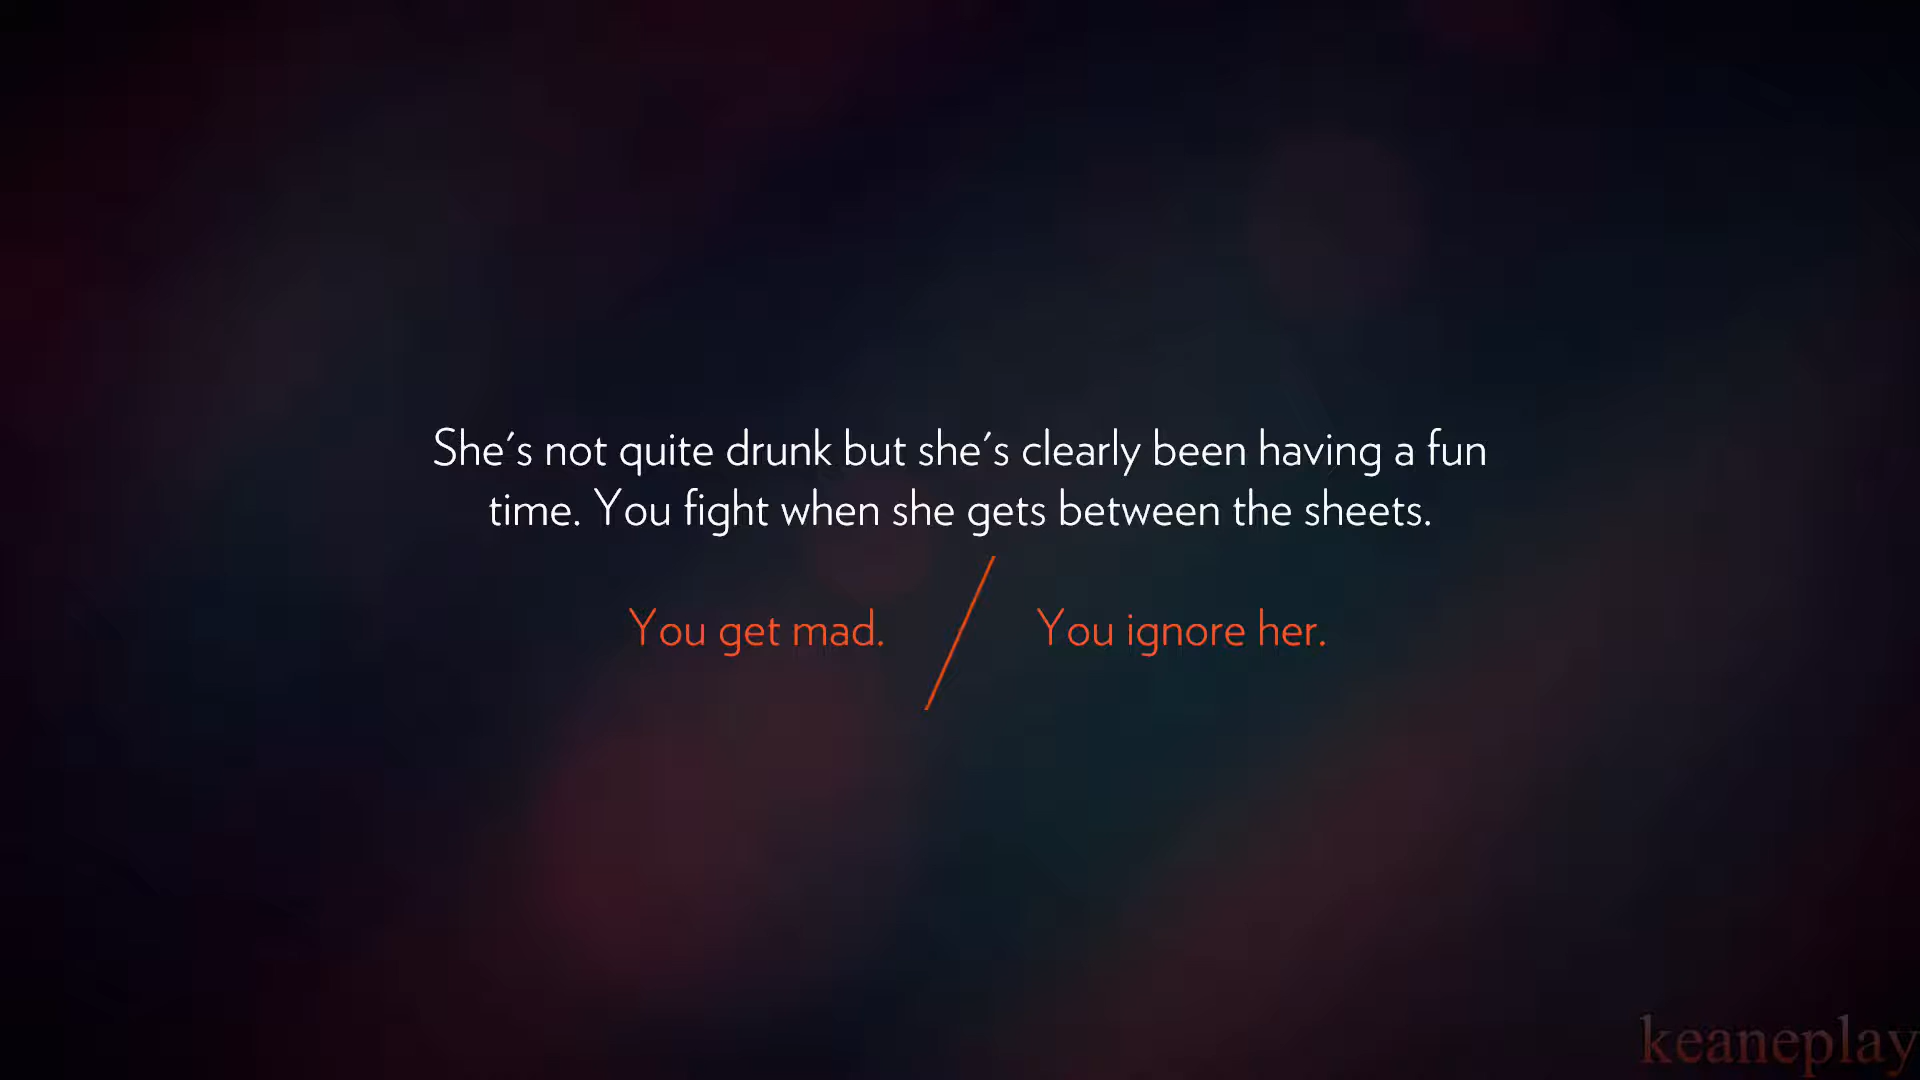 She's not quite drunk but she's clearly been having a fun
time. You fight when she gets between the sheets.
You get mad.
You ignore her.
keaneplay